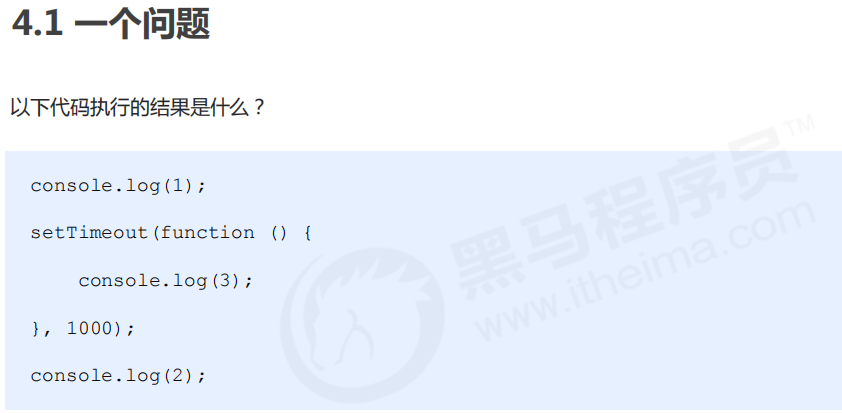 4.1 一个问题
以下代码执行的结果是什么？
console.log(1);
setTimeout(function () {
console.log(3);
}, 1000);
console.log(2);
黑马程序员™
www.itheima.com